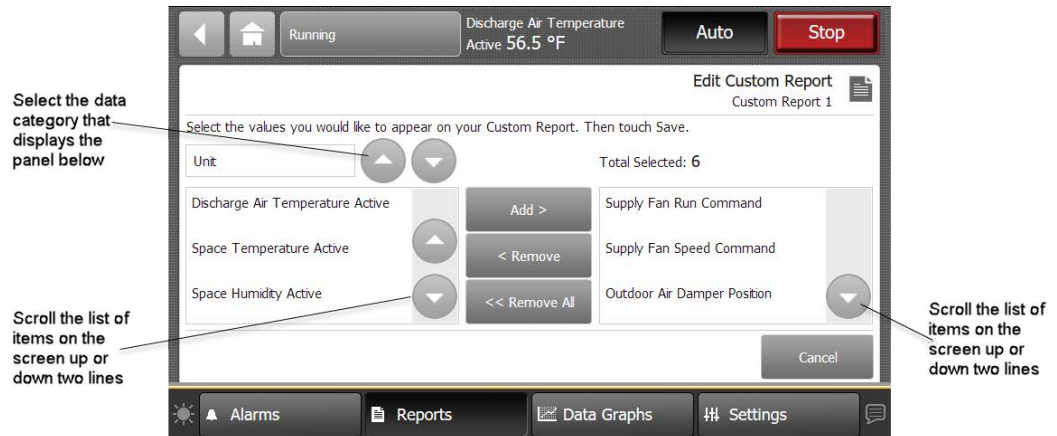 Running
Discharge Air Temperature
Active 56.5 °F
Auto
Stop
Edit Custom Report
Custom Report 1
Select the data
category that
displays the
panel below
Select the values you would like to appear on your Custom Report. Then touch Save.
Unit
Total Selected: 6
Discharge Air Temperature Active
Space Temperature Active
Space Humidity Active
Add >
< Remove
<< Remove All
Supply Fan Run Command
Supply Fan Speed Command
Outdoor Air Damper Position
Scroll the list of
items on the
screen up or
down two lines
Scroll the list of
items on the
screen up or
down two lines
Cancel
Alarms
Reports
Data Graphs
Settings